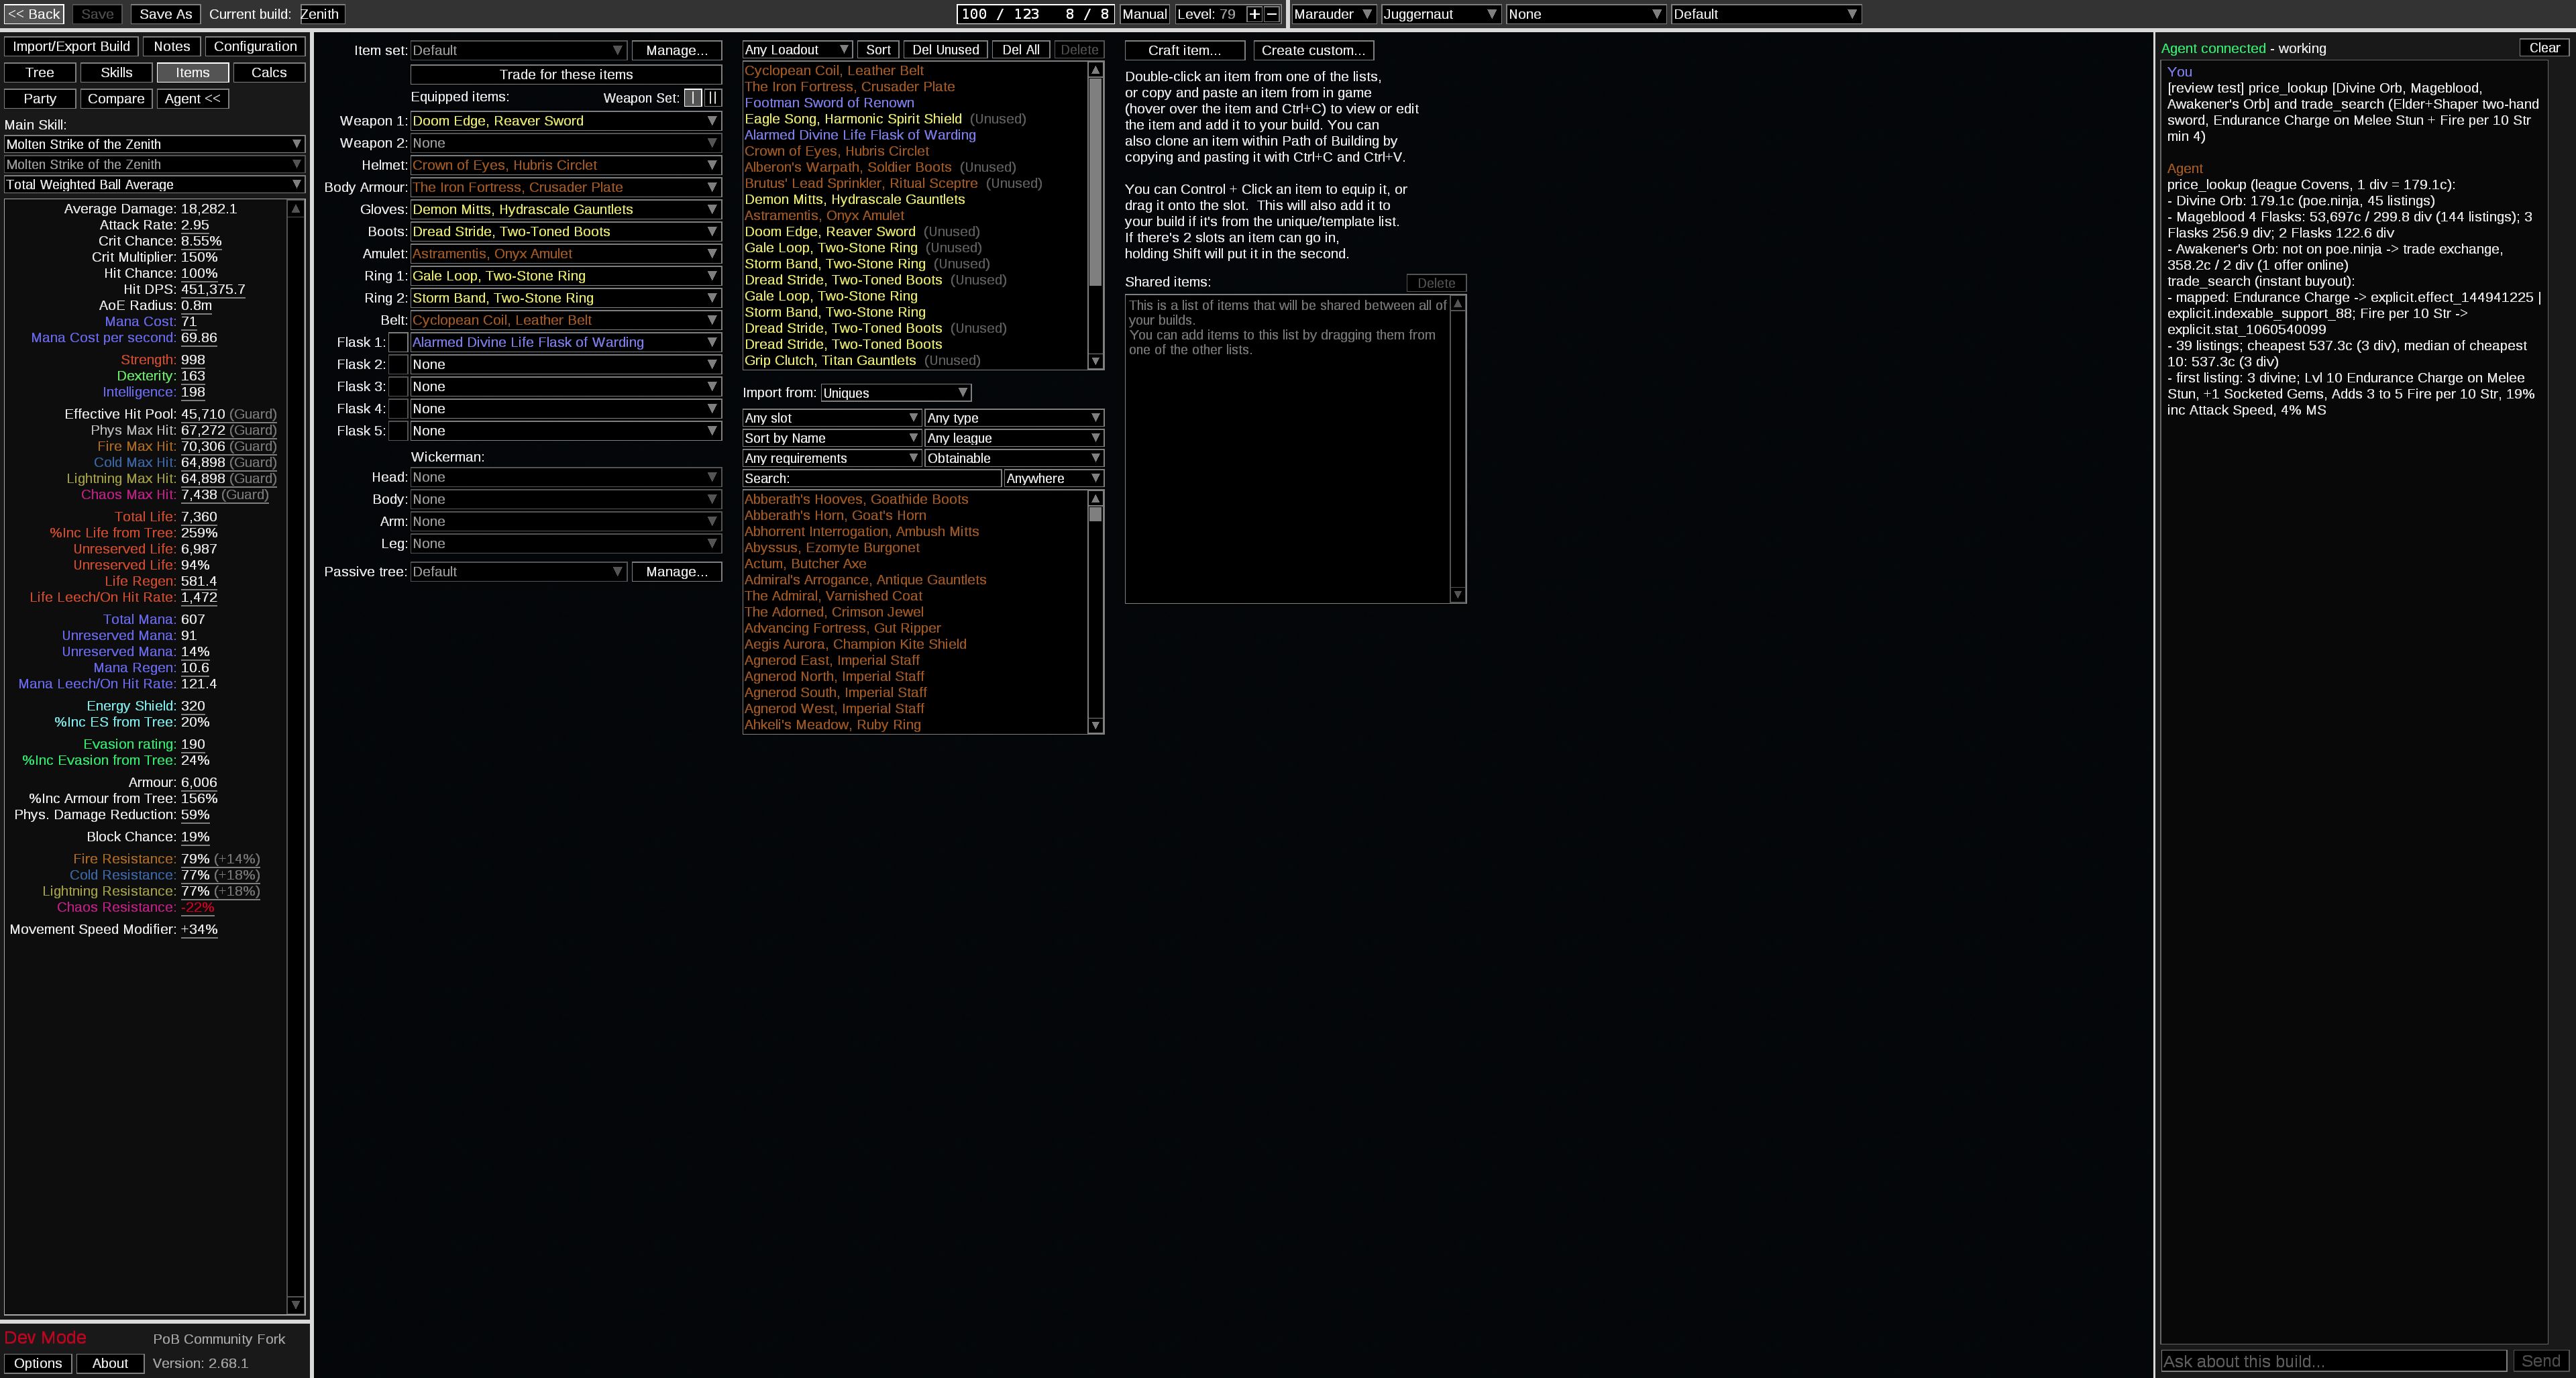 << Back
Save
Save As
Current build:
Zenith
100 / 123   8 / 8
Manual
Level: 79
+
−
Marauder
Juggernaut
None
Default
Import/Export Build
Notes
Configuration
Tree
Skills
Items
Calcs
Party
Compare
Agent <<
Main Skill:
Molten Strike of the Zenith
Molten Strike of the Zenith
Total Weighted Ball Average
Average Damage: 18,282.1
Attack Rate: 2.95
Crit Chance: 8.55%
Crit Multiplier: 150%
Hit Chance: 100%
Hit DPS: 451,375.7
AoE Radius: 0.8m
Mana Cost: 71
Mana Cost per second: 69.86
Strength: 998
Dexterity: 163
Intelligence: 198
Effective Hit Pool: 45,710 (Guard)
Phys Max Hit: 67,272 (Guard)
Fire Max Hit: 70,306 (Guard)
Cold Max Hit: 64,898 (Guard)
Lightning Max Hit: 64,898 (Guard)
Chaos Max Hit: 7,438 (Guard)
Total Life: 7,360
%Inc Life from Tree: 259%
Unreserved Life: 6,987
Unreserved Life: 94%
Life Regen: 581.4
Life Leech/On Hit Rate: 1,472
Total Mana: 607
Unreserved Mana: 91
Unreserved Mana: 14%
Mana Regen: 10.6
Mana Leech/On Hit Rate: 121.4
Energy Shield: 320
%Inc ES from Tree: 20%
Evasion rating: 190
%Inc Evasion from Tree: 24%
Armour: 6,006
%Inc Armour from Tree: 156%
Phys. Damage Reduction: 59%
Block Chance: 19%
Fire Resistance: 79% (+14%)
Cold Resistance: 77% (+18%)
Lightning Resistance: 77% (+18%)
Chaos Resistance: -22%
Movement Speed Modifier: +34%
Dev Mode
PoB Community Fork
Options
About
Version: 2.68.1
Item set: Default
Manage...
Trade for these items
Equipped items:
Weapon Set: | ||
Weapon 1: Doom Edge, Reaver Sword
Weapon 2: None
Helmet: Crown of Eyes, Hubris Circlet
Body Armour: The Iron Fortress, Crusader Plate
Gloves: Demon Mitts, Hydrascale Gauntlets
Boots: Dread Stride, Two-Toned Boots
Amulet: Astramentis, Onyx Amulet
Ring 1: Gale Loop, Two-Stone Ring
Ring 2: Storm Band, Two-Stone Ring
Belt: Cyclopean Coil, Leather Belt
Flask 1: Alarmed Divine Life Flask of Warding
Flask 2: None
Flask 3: None
Flask 4: None
Flask 5: None
Wickerman:
Head: None
Body: None
Arm: None
Leg: None
Passive tree: Default
Manage...
Any Loadout
Sort
Del Unused
Del All
Delete
Cyclopean Coil, Leather Belt
The Iron Fortress, Crusader Plate
Footman Sword of Renown
Eagle Song, Harmonic Spirit Shield (Unused)
Alarmed Divine Life Flask of Warding
Crown of Eyes, Hubris Circlet
Alberon's Warpath, Soldier Boots (Unused)
Brutus' Lead Sprinkler, Ritual Sceptre (Unused)
Demon Mitts, Hydrascale Gauntlets
Astramentis, Onyx Amulet
Doom Edge, Reaver Sword (Unused)
Gale Loop, Two-Stone Ring (Unused)
Storm Band, Two-Stone Ring (Unused)
Dread Stride, Two-Toned Boots (Unused)
Gale Loop, Two-Stone Ring
Storm Band, Two-Stone Ring
Dread Stride, Two-Toned Boots (Unused)
Dread Stride, Two-Toned Boots
Grip Clutch, Titan Gauntlets (Unused)
Import from: Uniques
Any slot
Any type
Sort by Name
Any league
Any requirements
Obtainable
Search:
Anywhere
Abberath's Hooves, Goathide Boots
Abberath's Horn, Goat's Horn
Abhorrent Interrogation, Ambush Mitts
Abyssus, Ezomyte Burgonet
Actum, Butcher Axe
Admiral's Arrogance, Antique Gauntlets
The Admiral, Varnished Coat
The Adorned, Crimson Jewel
Advancing Fortress, Gut Ripper
Aegis Aurora, Champion Kite Shield
Agnerod East, Imperial Staff
Agnerod North, Imperial Staff
Agnerod South, Imperial Staff
Agnerod West, Imperial Staff
Ahkeli's Meadow, Ruby Ring
Craft item...
Create custom...
Double-click an item from one of the lists,
or copy and paste an item from in game
(hover over the item and Ctrl+C) to view or edit
the item and add it to your build. You can
also clone an item within Path of Building by
copying and pasting it with Ctrl+C and Ctrl+V.
You can Control + Click an item to equip it, or
drag it onto the slot.  This will also add it to
your build if it's from the unique/template list.
If there's 2 slots an item can go in,
holding Shift will put it in the second.
Shared items:
Delete
This is a list of items that will be shared between all of
your builds.
You can add items to this list by dragging them from
one of the other lists.
Agent connected - working
Clear
You
[review test] price_lookup [Divine Orb, Mageblood,
Awakener's Orb] and trade_search (Elder+Shaper two-hand
sword, Endurance Charge on Melee Stun + Fire per 10 Str
min 4)
Agent
price_lookup (league Covens, 1 div = 179.1c):
- Divine Orb: 179.1c (poe.ninja, 45 listings)
- Mageblood 4 Flasks: 53,697c / 299.8 div (144 listings); 3
Flasks 256.9 div; 2 Flasks 122.6 div
- Awakener's Orb: not on poe.ninja -> trade exchange,
358.2c / 2 div (1 offer online)
trade_search (instant buyout):
- mapped: Endurance Charge -> explicit.effect_144941225 |
explicit.indexable_support_88; Fire per 10 Str ->
explicit.stat_1060540099
- 39 listings; cheapest 537.3c (3 div), median of cheapest
10: 537.3c (3 div)
- first listing: 3 divine; Lvl 10 Endurance Charge on Melee
Stun, +1 Socketed Gems, Adds 3 to 5 Fire per 10 Str, 19%
inc Attack Speed, 4% MS
Ask about this build...
Send